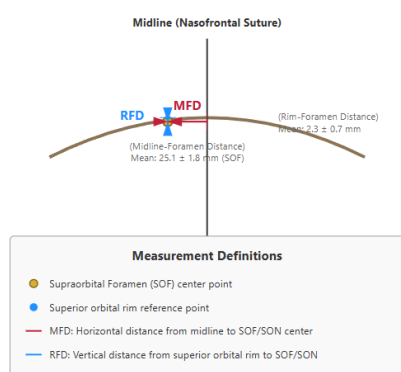 Midline (Nasofrontal Suture)
RFD
MFD
(Rim-Foramen Distance)
Mean: 2.3 ± 0.7 mm
(Midline-Foramen Distance)
Mean: 25.1 ± 1.8 mm (SOF)
Measurement Definitions
Supraorbital Foramen (SOF) center point
Superior orbital rim reference point
MFD: Horizontal distance from midline to SOF/SON center
RFD: Vertical distance from superior orbital rim to SOF/SON